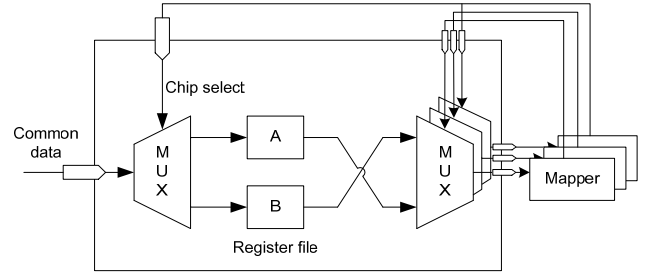 Chip select
Common
data
M
U
X
A
B
M
U
X
Mapper
Register file